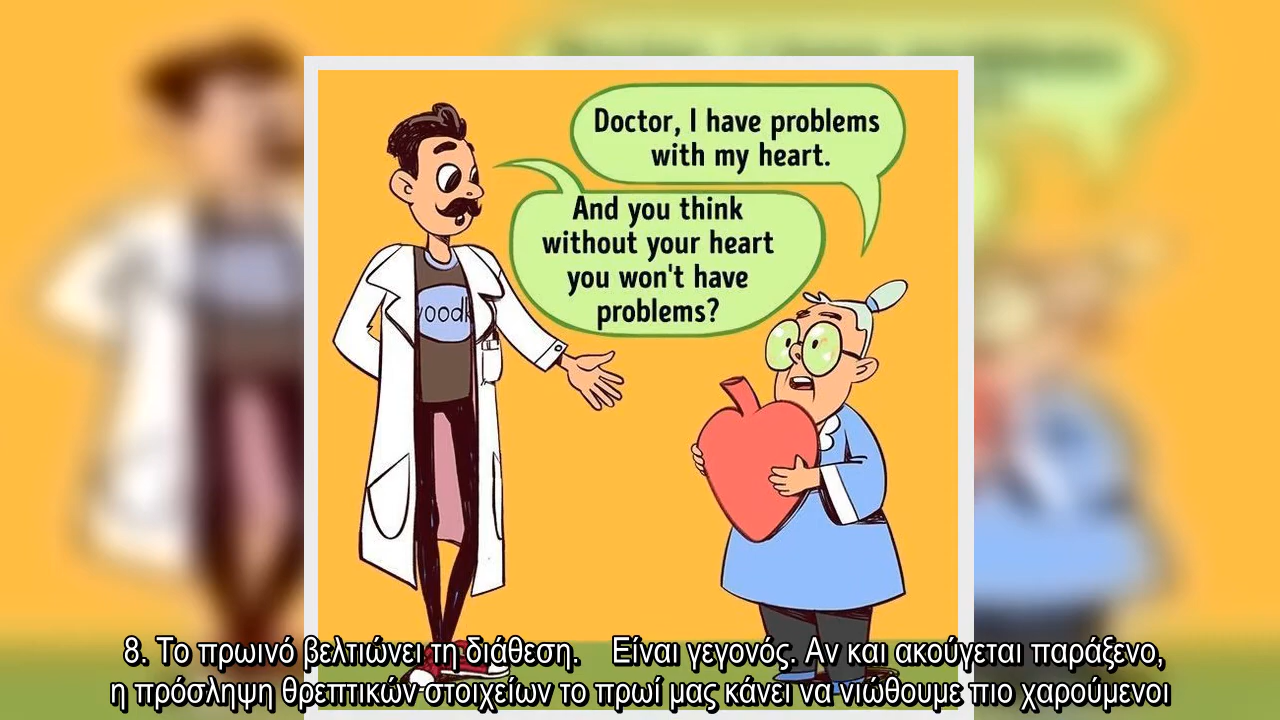 Doctor, I have problems
with my heart.
And you think
without your heart
you won't have
problems?
8. Το πρωινό βελτιώνει τη διάθεση. Είναι γεγονός. Αν και ακούγεται παράξενο,
η πρόσληψη θρεπτικών στοιχείων το πρωί μας κάνει να νιώθουμε πιο χαρούμενοι